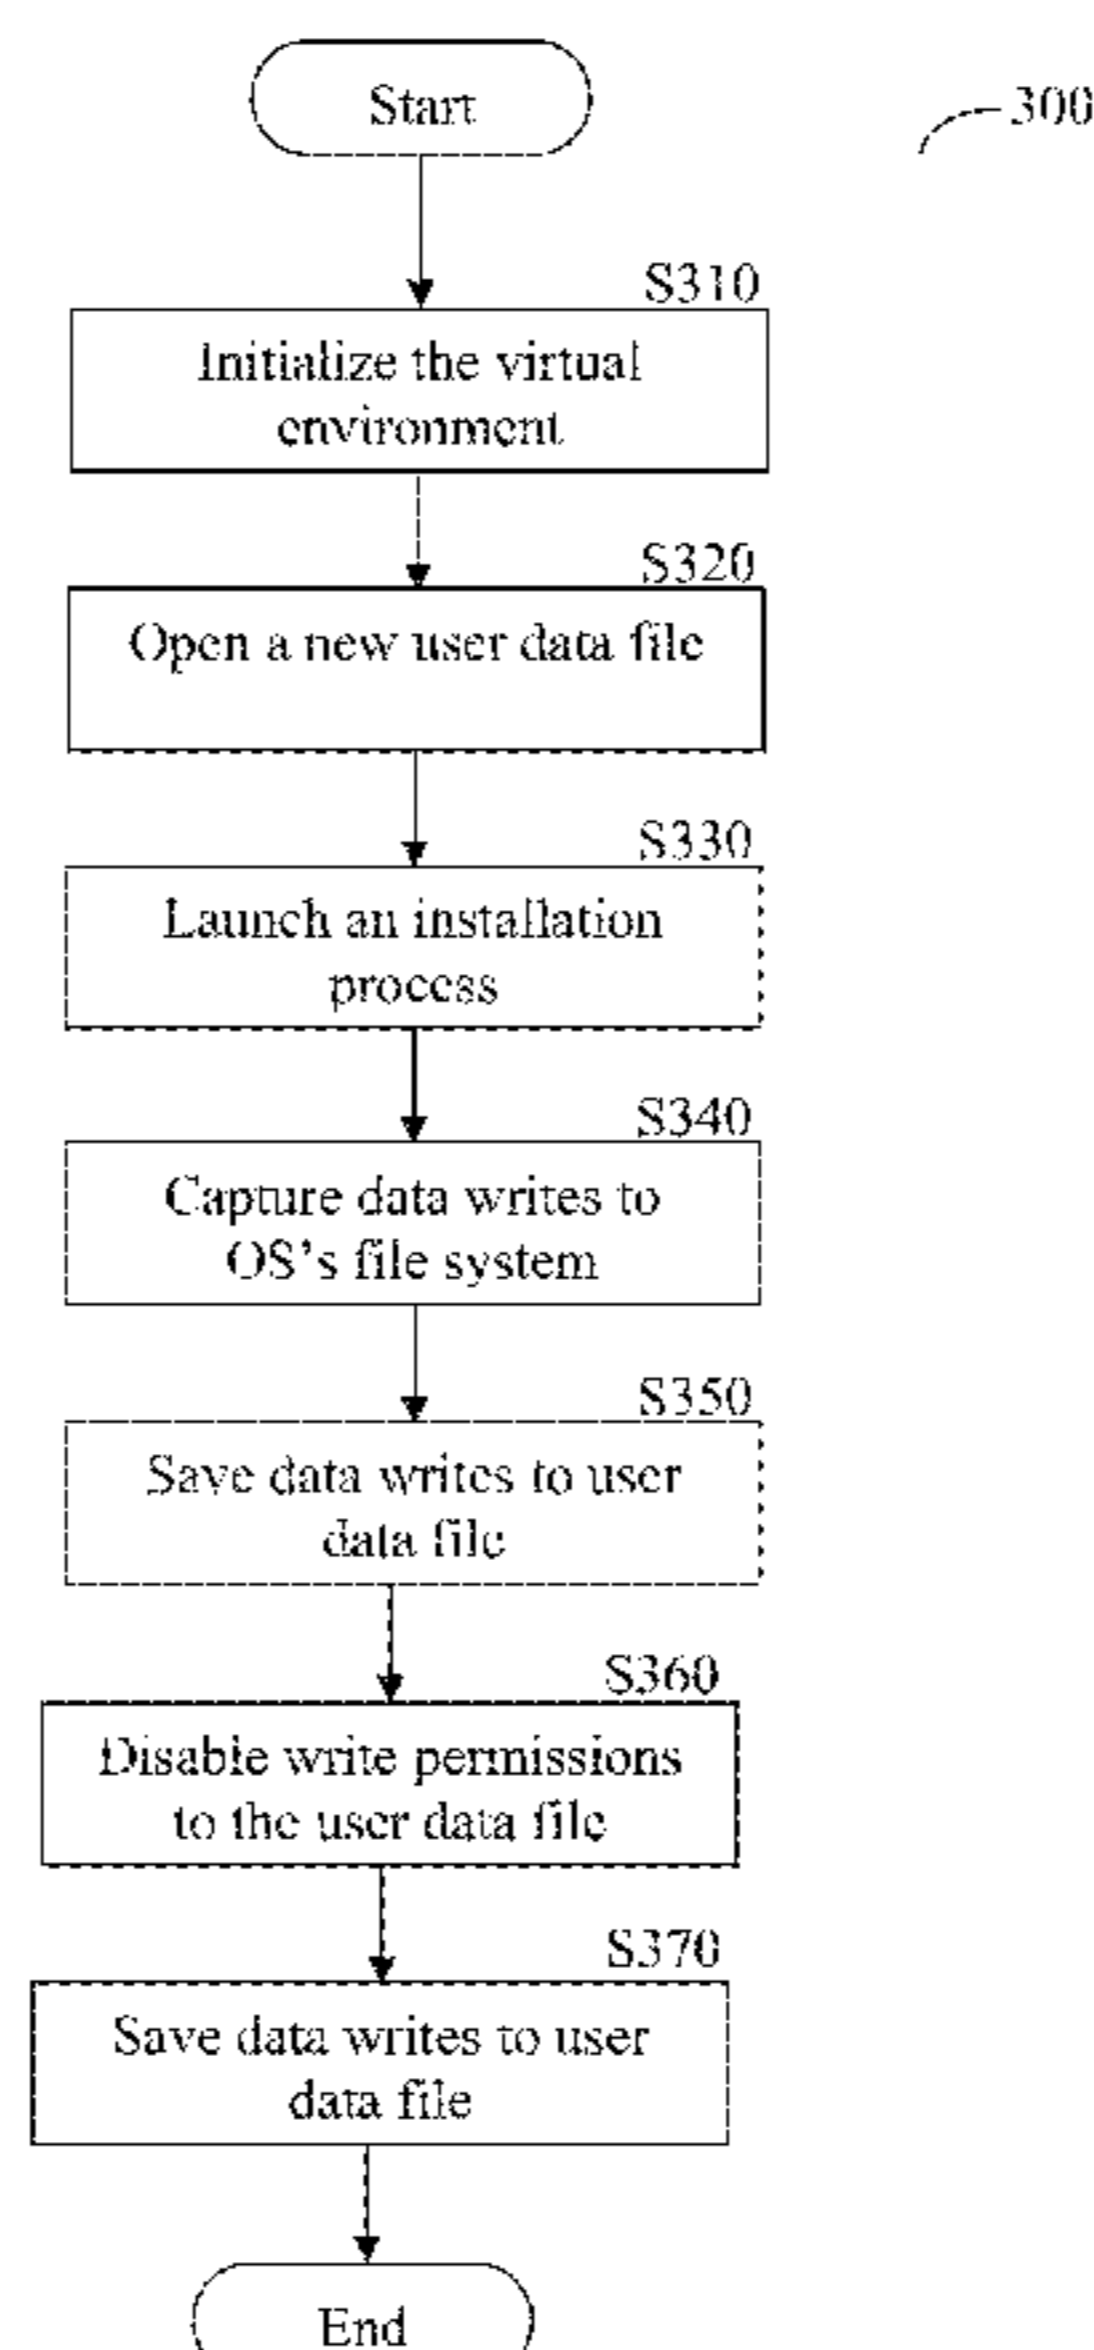 Start
300
S310
Initialize the virtual
environment
S320
Open a new user data file
S330
Launch an installation
process
S340
Capture data writes to
OS's file system
S350
Save data writes to user
data file
S360
Disable write permissions
to the user data file
S370
Save data writes to user
data file
End